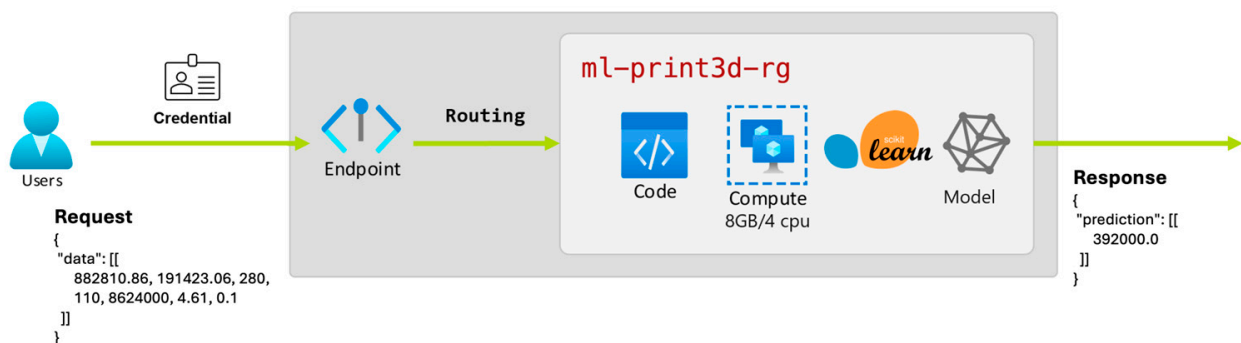 ml-print3d-rg
Credential
Routing
scikit
learn
Endpoint
Users
Code
Compute
8GB/4 cpu
Model
Request
{
"data": [[
882810.86, 191423.06, 280,
110, 8624000, 4.61, 0.1
]]
}
Response
{
"prediction": [[
392000.0
]]
}